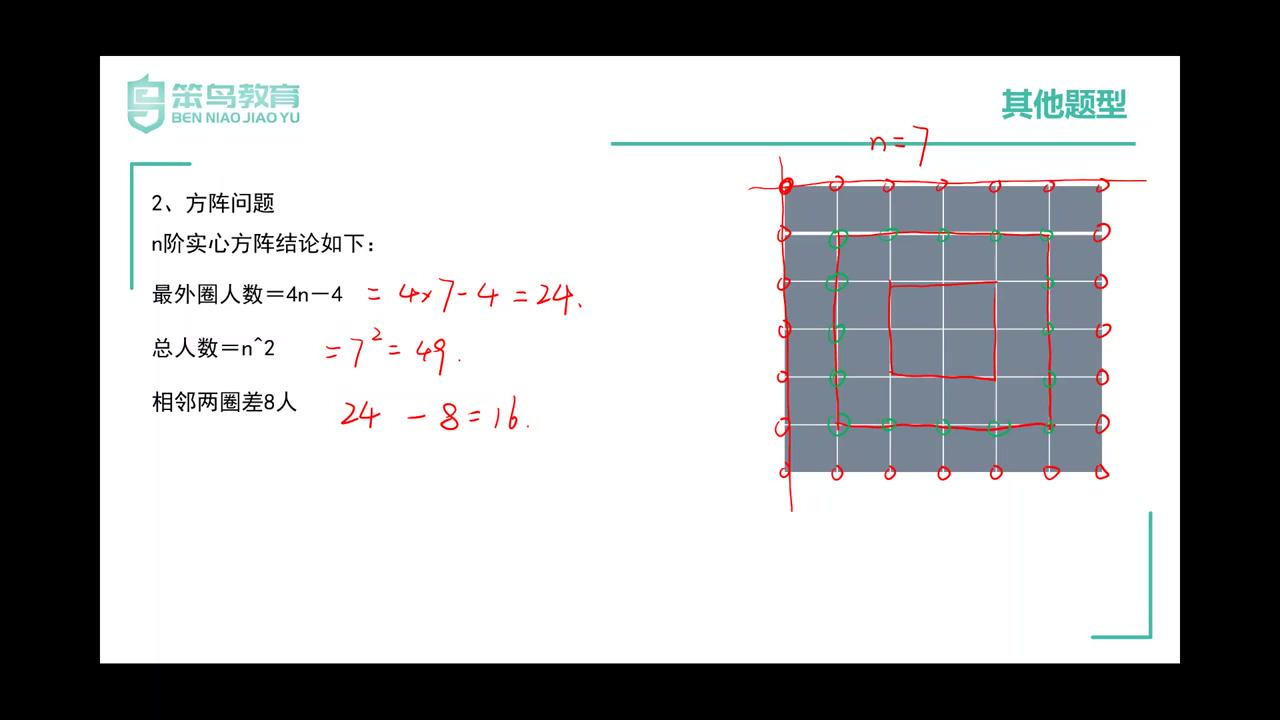 笨鸟教育
BEN NIAO JIAO YU
其他题型
n=7
2、方阵问题
n阶实心方阵结论如下：
最外圈人数＝4n－4 = 4×7-4 = 24.
总人数＝n^2 = 7² = 49.
相邻两圈差8人 24 - 8 = 16.